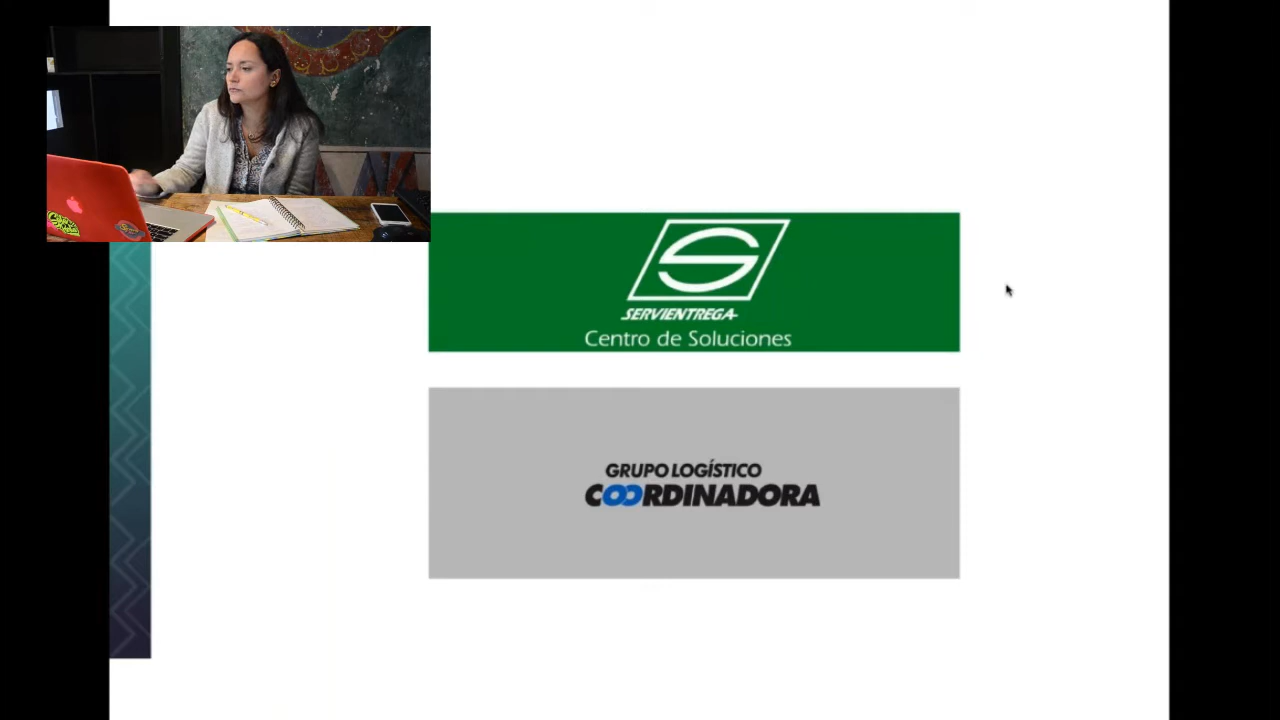 SERVIENTREGA
Centro de Soluciones
GRUPO LOGÍSTICO
COORDINADORA